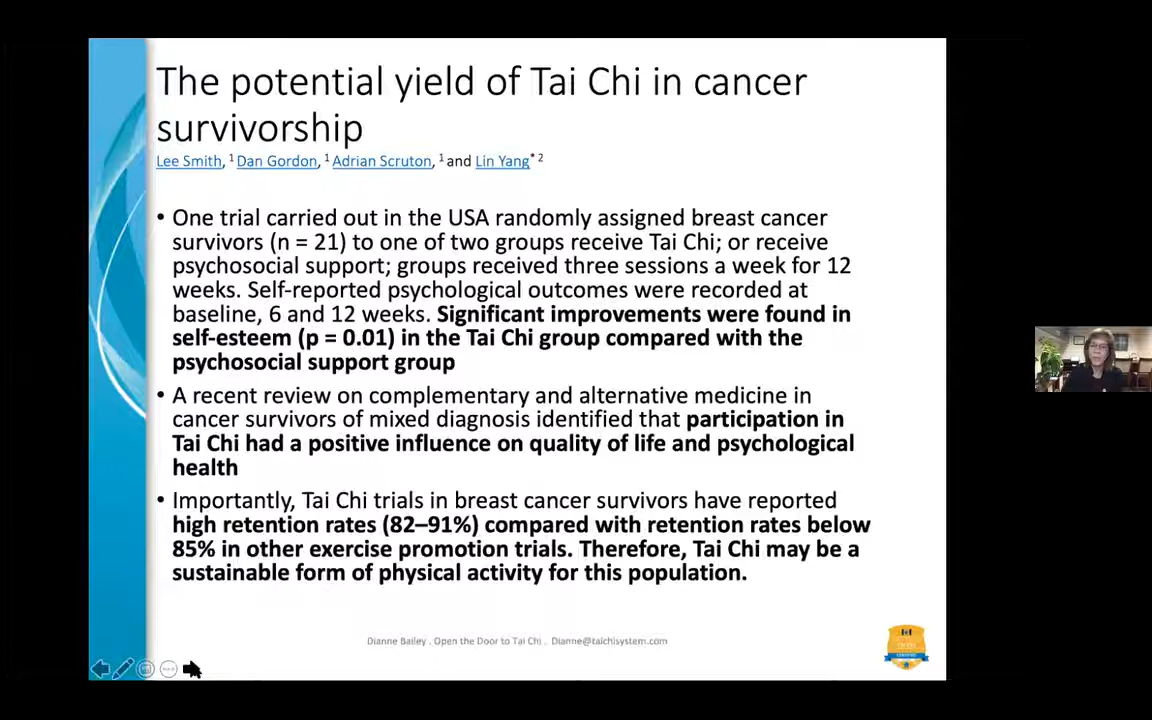 The potential yield of Tai Chi in cancer
survivorship
Lee Smith, 1 Dan Gordon, 1 Adrian Scruton, 1 and Lin Yang* 2
• One trial carried out in the USA randomly assigned breast cancer
survivors (n = 21) to one of two groups receive Tai Chi; or receive
psychosocial support; groups received three sessions a week for 12
weeks. Self-reported psychological outcomes were recorded at
baseline, 6 and 12 weeks. Significant improvements were found in
self-esteem (p = 0.01) in the Tai Chi group compared with the
psychosocial support group
• A recent review on complementary and alternative medicine in
cancer survivors of mixed diagnosis identified that participation in
Tai Chi had a positive influence on quality of life and psychological
health
• Importantly, Tai Chi trials in breast cancer survivors have reported
high retention rates (82–91%) compared with retention rates below
85% in other exercise promotion trials. Therefore, Tai Chi may be a
sustainable form of physical activity for this population.
Dianne Bailey . Open the Door to Tai Chi . Dianne@taichisystem.com